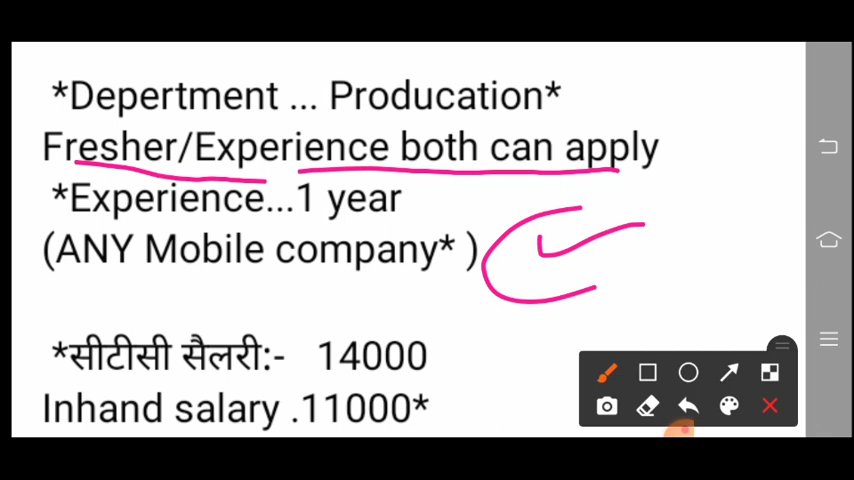 *Depertment ... Producation*
Fresher/Experience both can apply
*Experience...1 year
(ANY Mobile company* )
*सीटीसी सैलरी:- 14000
Inhand salary .11000*